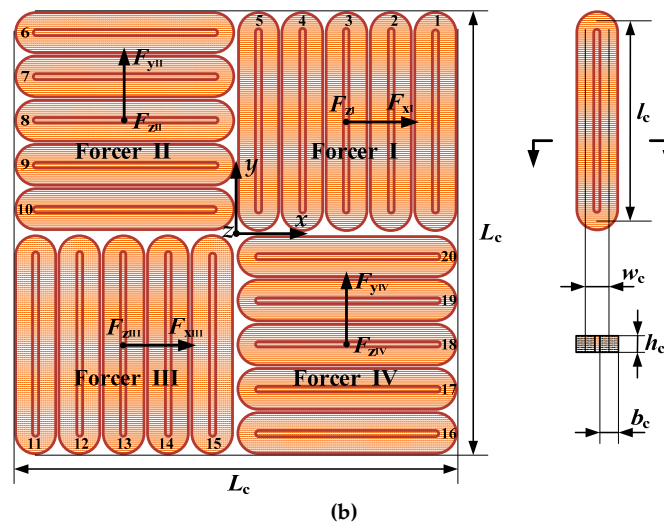 6 5 4 3 2 1
F_yII
7
F_zI F_xI
8 F_zII
Forcer II Forcer I
9 y
10
z x
l_c
20
L_c
F_yIV
w_c
19
F_zIII F_xIII
F_zIV 18
h_c
Forcer III Forcer IV 17
b_c
11 12 13 14 15 16
L_c
(b)